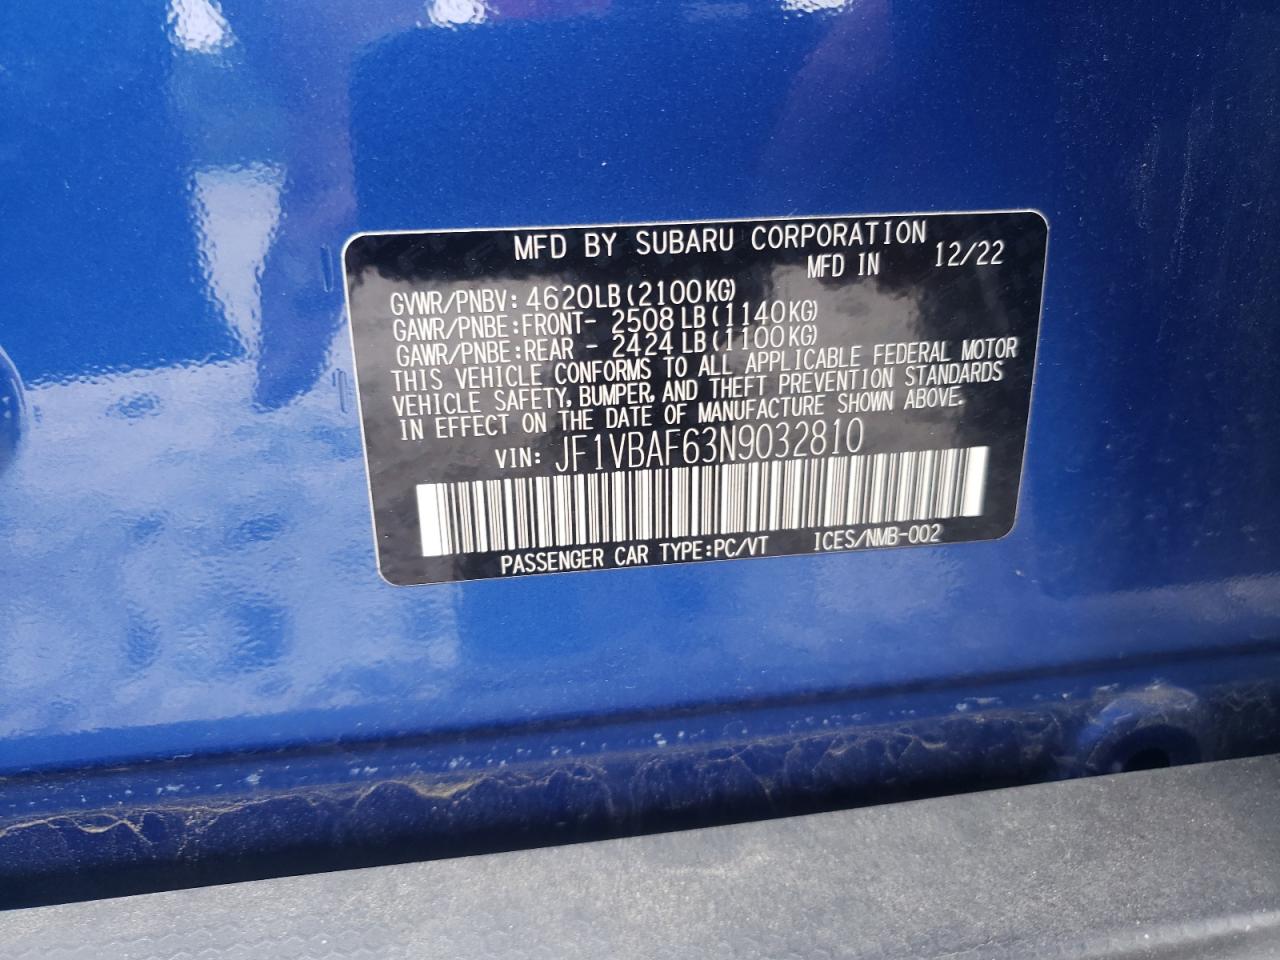 MFD BY SUBARU CORPORATION
MFD IN 12/22
GVWR/PNBV: 4620LB(2100KG)
GAWR/PNBE:FRONT- 2508 LB(1140KG)
GAWR/PNBE:REAR - 2424 LB(1100KG)
THIS VEHICLE CONFORMS TO ALL APPLICABLE FEDERAL MOTOR
VEHICLE SAFETY, BUMPER, AND THEFT PREVENTION STANDARDS
IN EFFECT ON THE DATE OF MANUFACTURE SHOWN ABOVE.
VIN: JF1VBAF63N9032810
PASSENGER CAR TYPE:PC/VT ICES/NMB-002